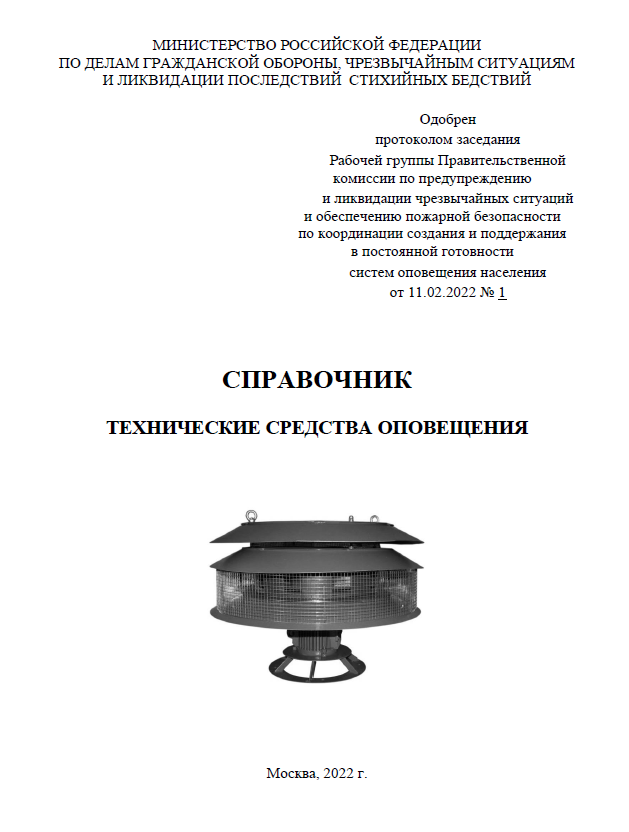 МИНИСТЕРСТВО РОССИЙСКОЙ ФЕДЕРАЦИИ
ПО ДЕЛАМ ГРАЖДАНСКОЙ ОБОРОНЫ, ЧРЕЗВЫЧАЙНЫМ СИТУАЦИЯМ
И ЛИКВИДАЦИИ ПОСЛЕДСТВИЙ СТИХИЙНЫХ БЕДСТВИЙ
Одобрен
протоколом заседания
Рабочей группы Правительственной
комиссии по предупреждению
и ликвидации чрезвычайных ситуаций
и обеспечению пожарной безопасности
по координации создания и поддержания
в постоянной готовности
систем оповещения населения
от 11.02.2022 № 1
СПРАВОЧНИК
ТЕХНИЧЕСКИЕ СРЕДСТВА ОПОВЕЩЕНИЯ
Москва, 2022 г.